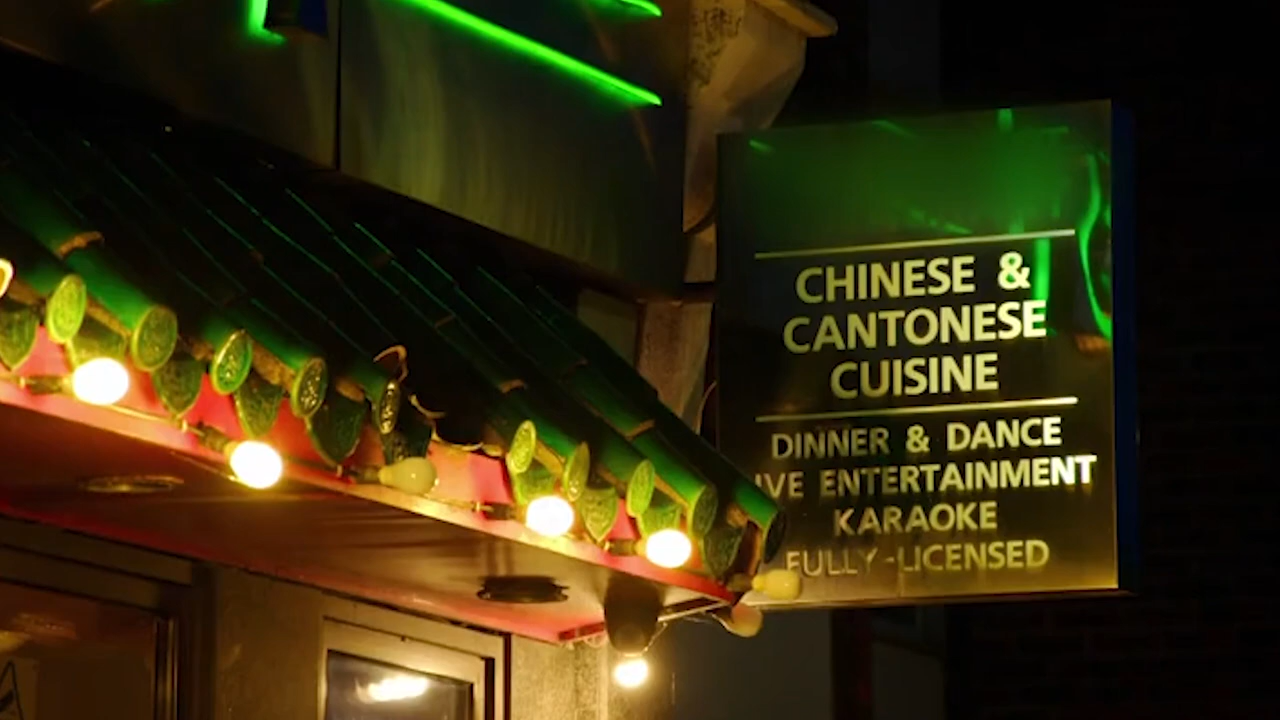 CHINESE &
CANTONESE
CUISINE
DINNER & DANCE
IVE ENTERTAINMENT
KARAOKE
FULLY-LICENSED